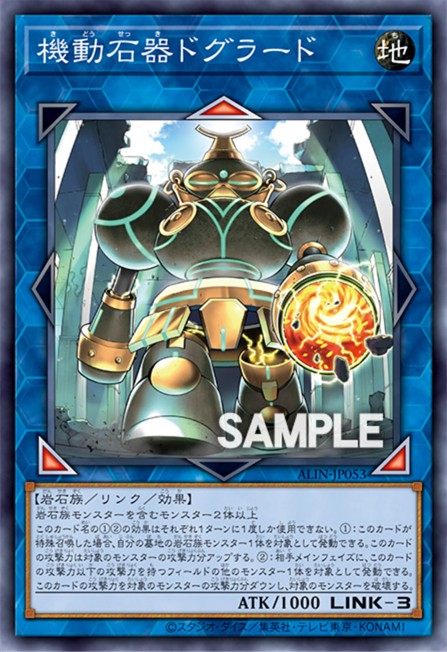 機動石器ドグラード
地
SAMPLE
ALIN-JP053
【岩石族/リンク/効果】
岩石族モンスターを含むモンスター2体以上
このカード名の①②の効果はそれぞれ1ターンに1度しか使用できない。①:このカードが
特殊召喚した場合、自分の墓地の岩石族モンスター1体を対象として発動できる。このカード
の攻撃力は対象のモンスターの攻撃力分アップする。②:相手メインフェイズに、このカード
の攻撃力以下の攻撃力を持つフィールドの他のモンスター1体を対象として発動できる。
このカードの攻撃力を対象のモンスターの攻撃力分ダウンし、対象のモンスターを破壊する。
ATK/1000 LINK-3
©スタジオ・ダイス/集英社・テレビ東京・KONAMI